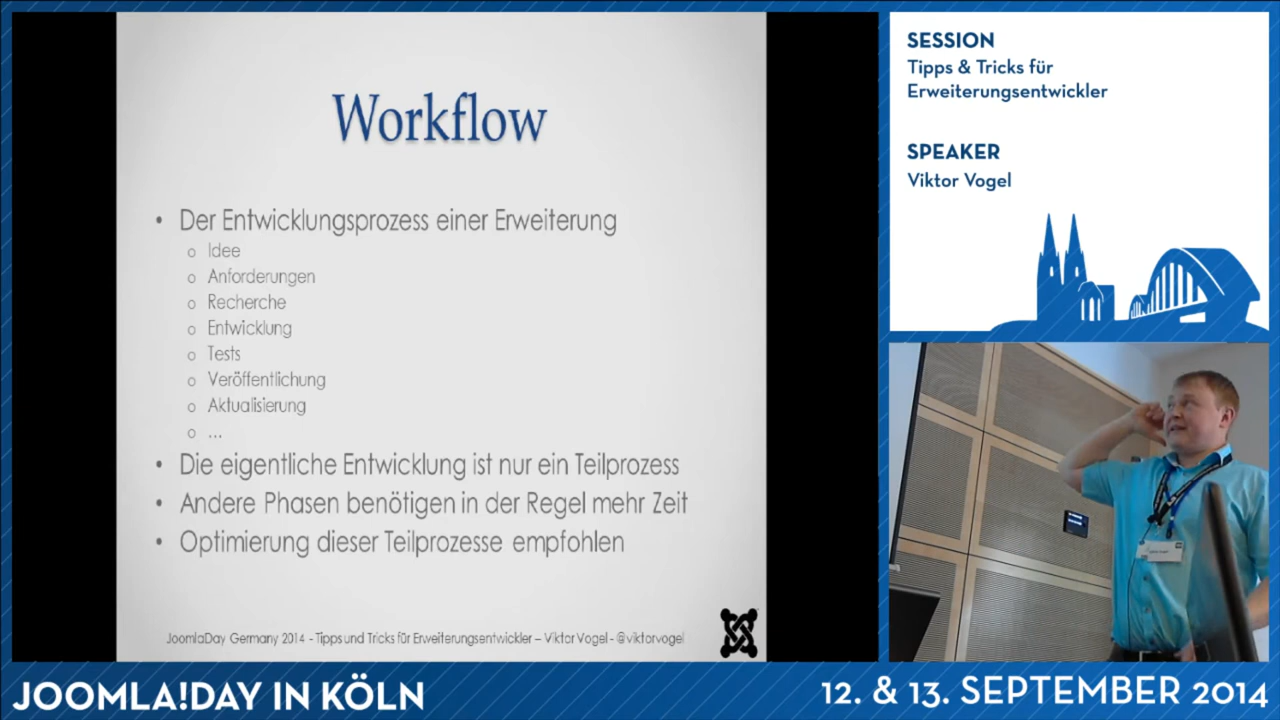 Workflow
• Der Entwicklungsprozess einer Erweiterung
o Idee
o Anforderungen
o Recherche
o Entwicklung
o Tests
o Veröffentlichung
o Aktualisierung
o ...
• Die eigentliche Entwicklung ist nur ein Teilprozess
• Andere Phasen benötigen in der Regel mehr Zeit
• Optimierung dieser Teilprozesse empfohlen
JoomlaDay Germany 2014 - Tipps und Tricks für Erweiterungsentwickler – Viktor Vogel - @viktorvogel
SESSION
Tipps & Tricks für
Erweiterungsentwickler
SPEAKER
Viktor Vogel
JOOMLA!DAY IN KÖLN
12. & 13. SEPTEMBER 2014